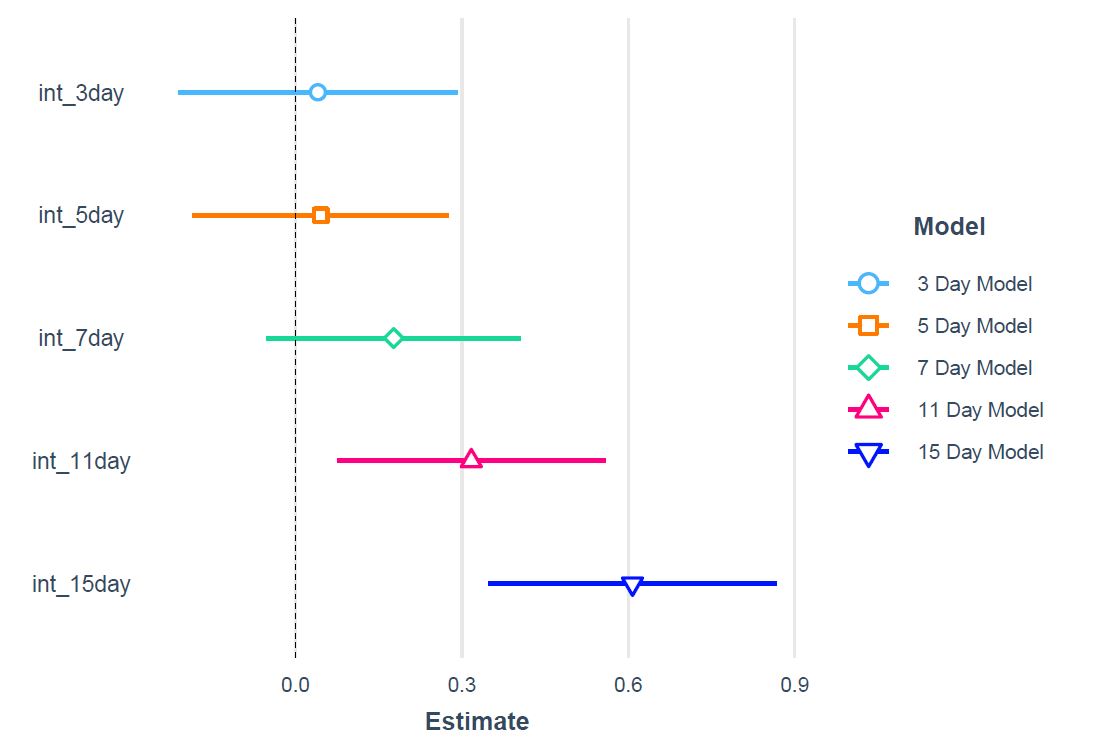 int_3day
int_5day
int_7day
int_11day
int_15day
0.0 0.3 0.6 0.9
Estimate
Model
3 Day Model
5 Day Model
7 Day Model
11 Day Model
15 Day Model